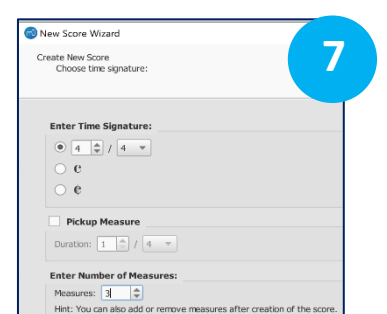 New Score Wizard
7
Create New Score
Choose time signature:
Enter Time Signature:
4 / 4
Pickup Measure
Duration: 1 / 4
Enter Number of Measures:
Measures: 3
Hint: You can also add or remove measures after creation of the score.